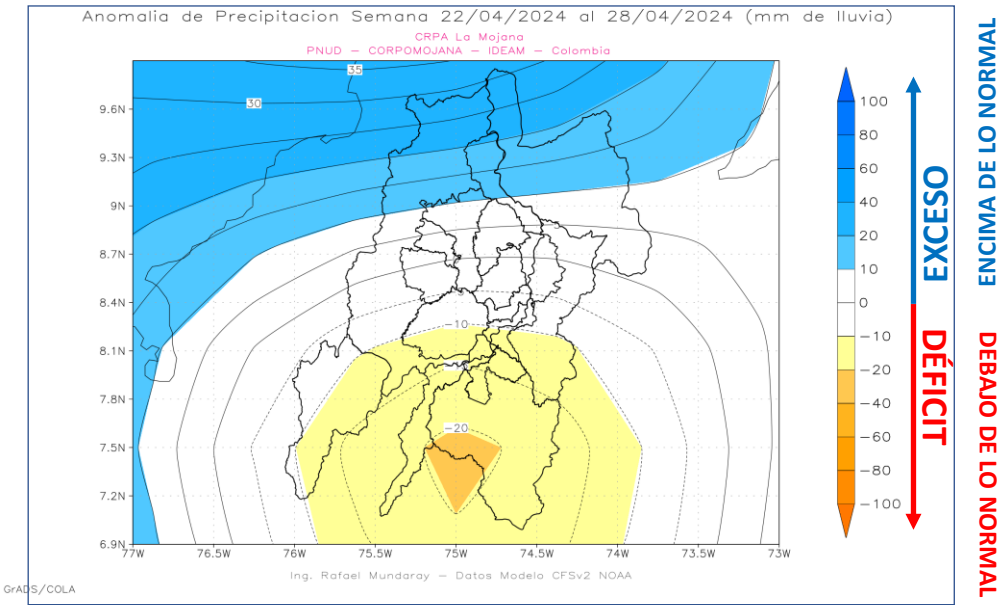 Anomalia de Precipitacion Semana 22/04/2024 al 28/04/2024 (mm de lluvia)
CRPA La Mojana
PNUD – CORPOMOJANA – IDEAM – Colombia
35
30
-10
-20
9.6N
9.3N
9N
8.7N
8.4N
8.1N
7.8N
7.5N
7.2N
6.9N
77W
76.5W
76W
75.5W
75W
74.5W
74W
73.5W
73W
100
80
60
40
20
10
0
-10
-20
-40
-60
-80
-100
EXCESO
DÉFICIT
ENCIMA DE LO NORMAL
DEBAJO DE LO NORMAL
Ing. Rafael Mundaray – Datos Modelo CFSv2 NOAA
GrADS/COLA